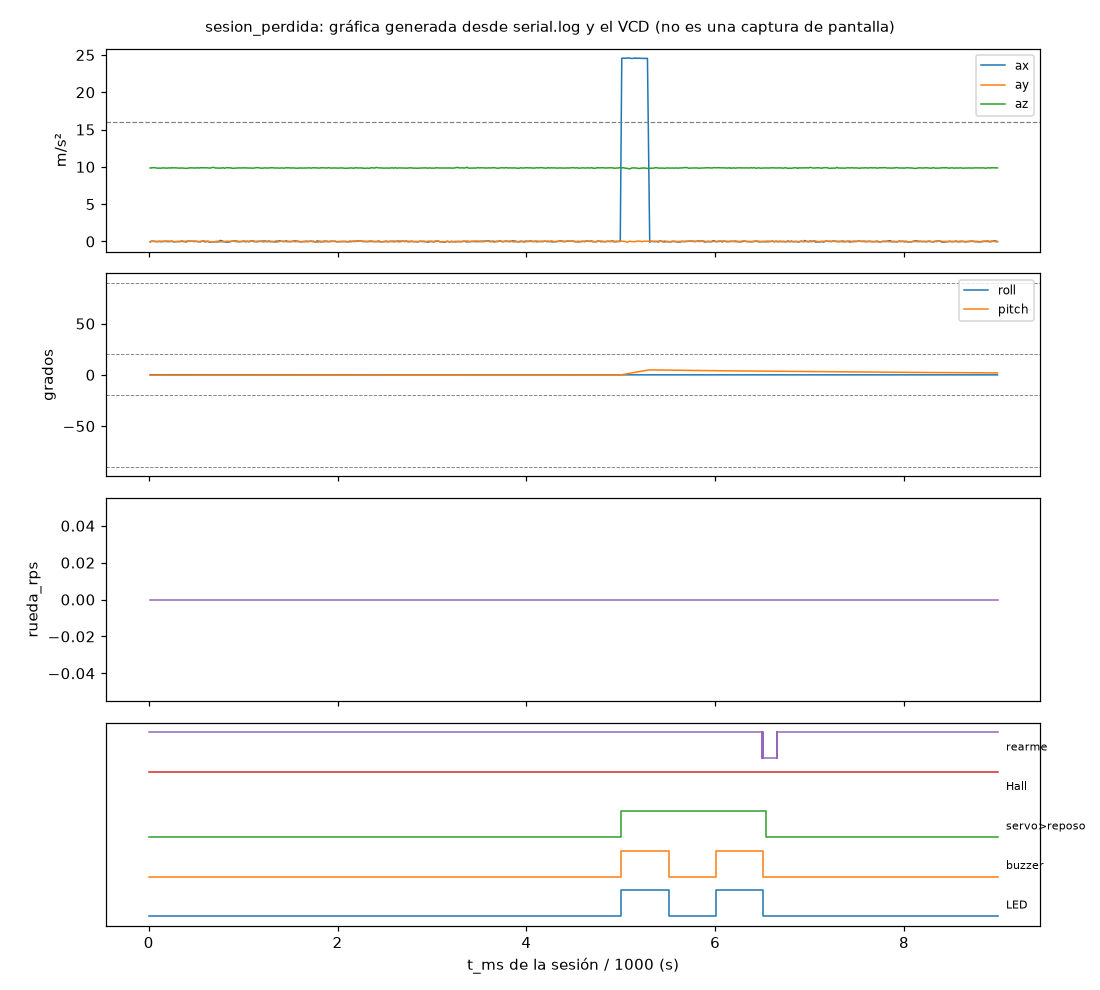 sesion_perdida: gráfica generada desde serial.log y el VCD (no es una captura de pantalla)
25
20
15
10
5
0
m/s²
ax
ay
az
50
0
−50
grados
roll
pitch
0.04
0.02
0.00
−0.02
−0.04
rueda_rps
rearme
Hall
servo>reposo
buzzer
LED
0 2 4 6 8
t_ms de la sesión / 1000 (s)